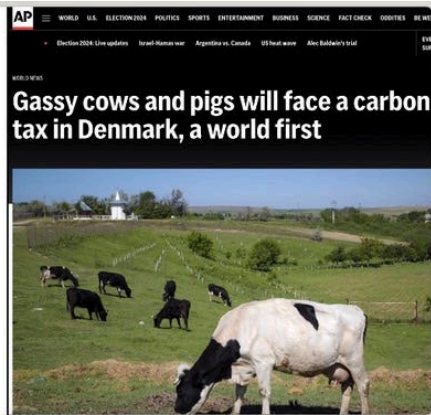 AP WORLD U.S. ELECTION 2024 POLITICS SPORTS ENTERTAINMENT BUSINESS SCIENCE FACT CHECK ODDITIES BE WE
Election 2024: Live updates Israel-Hamas war Argentina vs. Canada US heat wave Alec Baldwin's trial
WORLD NEWS
Gassy cows and pigs will face a carbon
tax in Denmark, a world first